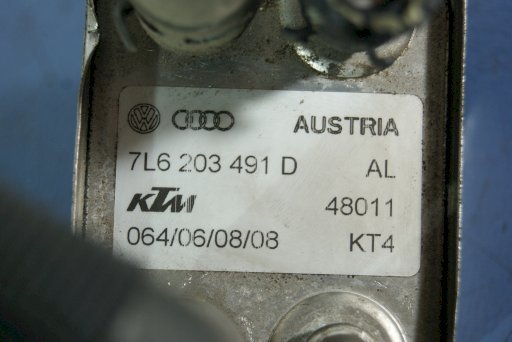 AUSTRIA
7L6 203 491 D AL
KTM 48011
064/06/08/08 KT4